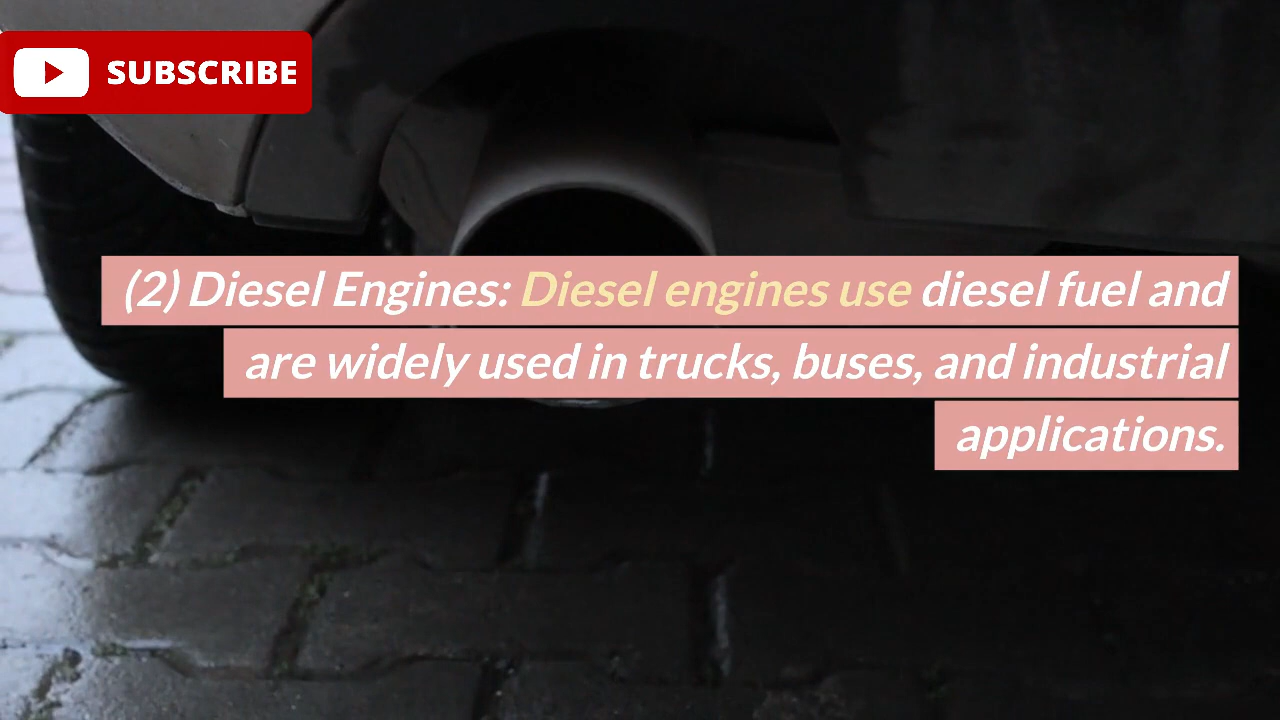 SUBSCRIBE
(2) Diesel Engines: Diesel engines use diesel fuel and
are widely used in trucks, buses, and industrial
applications.